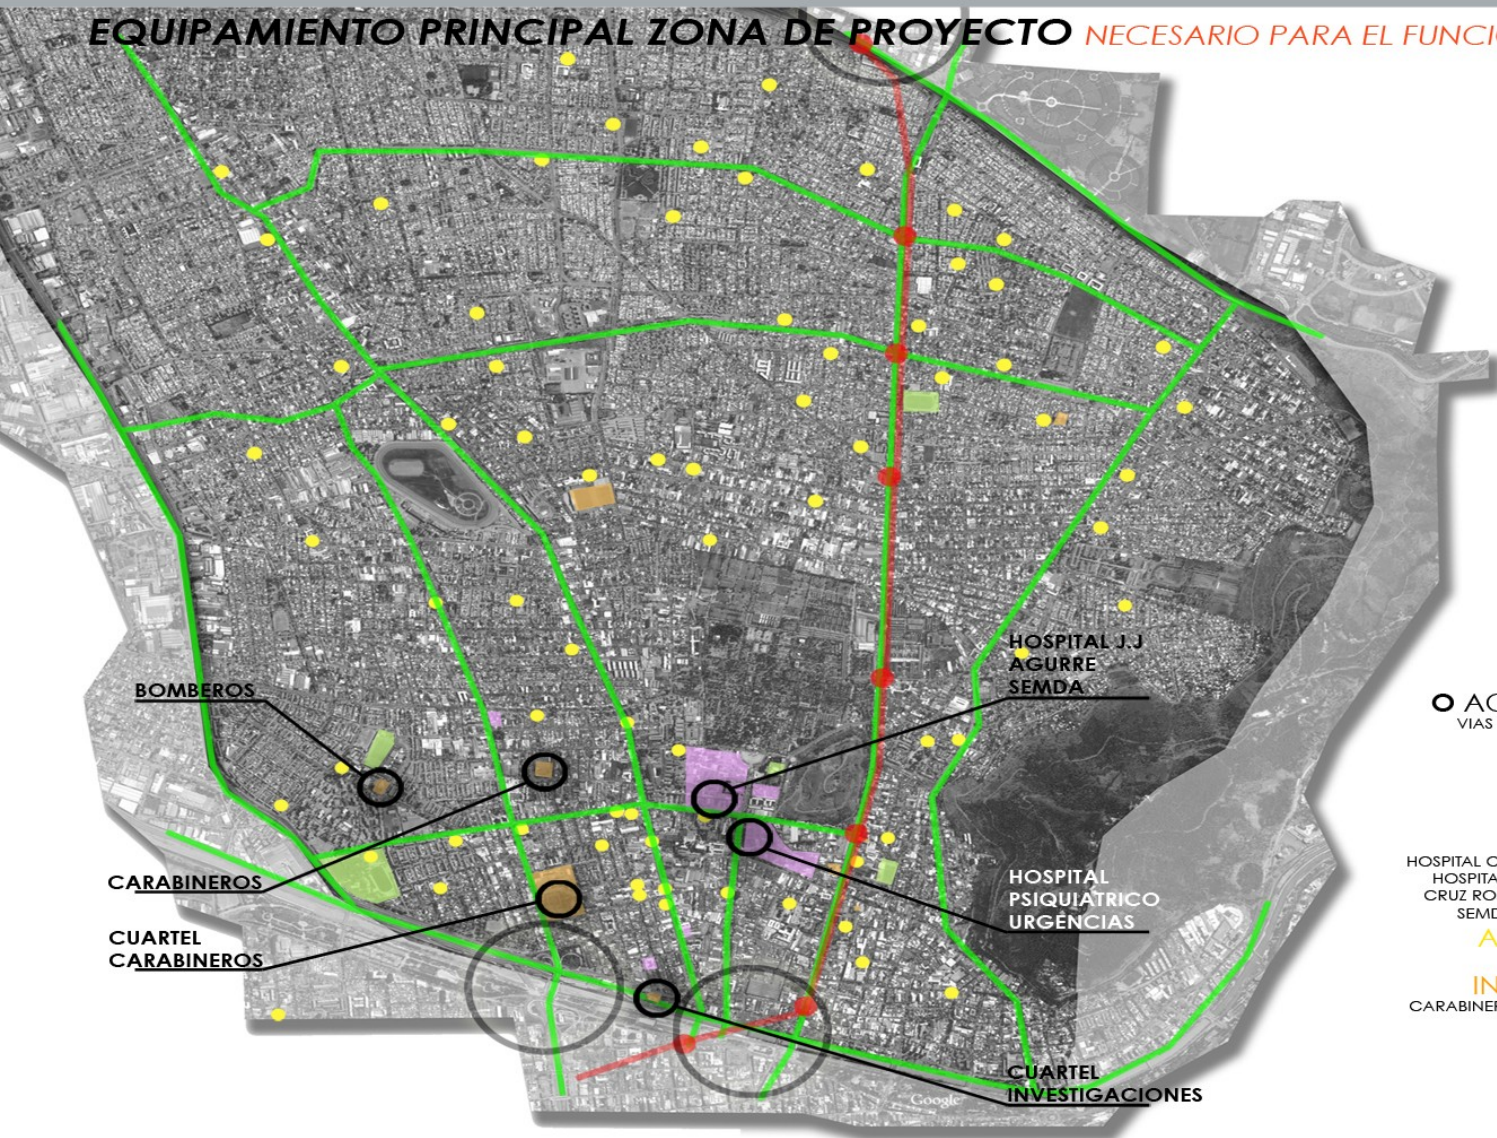 EQUIPAMIENTO PRINCIPAL ZONA DE PROYECTO NECESARIO PARA EL FUNCI
HOSPITAL J.J
AGURRE
SEMDA
BOMBEROS
VIAS
CARABINEROS
HOSPITAL
PSIQUIATRICO
URGENCIAS
CUARTEL
CARABINEROS
HOSPITAL
HOSPITA
CRUZ RO
SEMD
A
IN
CARABINER
CUARTEL
INVESTIGACIONES
Google